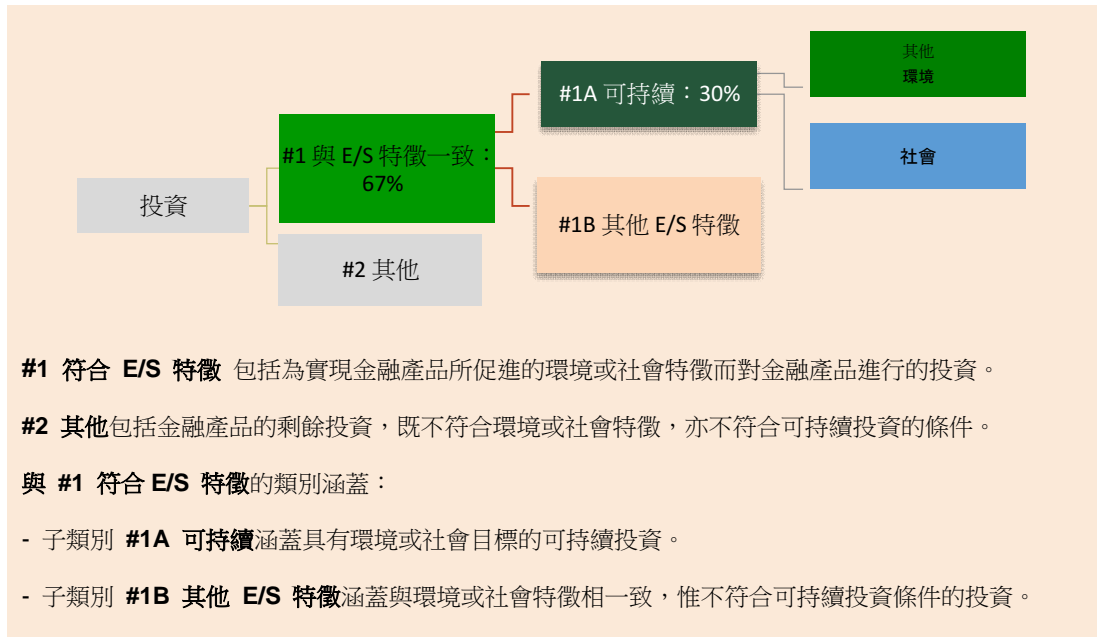 其他
環境
#1A 可持續：30%
#1 與 E/S 特徵一致：
67%
社會
投資
#1B 其他 E/S 特徵
#2 其他
#1 符合 E/S 特徵 包括為實現金融產品所促進的環境或社會特徵而對金融產品進行的投資。
#2 其他包括金融產品的剩餘投資，既不符合環境或社會特徵，亦不符合可持續投資的條件。
與 #1 符合 E/S 特徵的類別涵蓋：
- 子類別 #1A 可持續涵蓋具有環境或社會目標的可持續投資。
- 子類別 #1B 其他 E/S 特徵涵蓋與環境或社會特徵相一致，惟不符合可持續投資條件的投資。